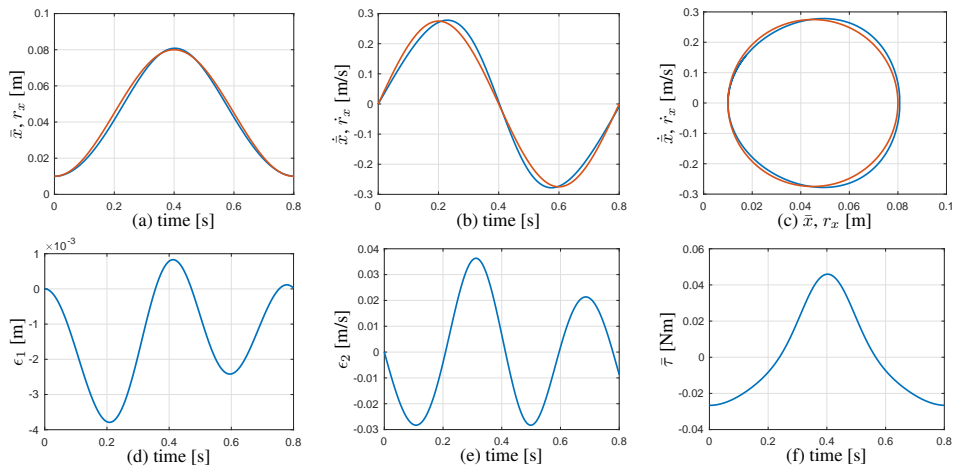 0.1
0.08
0.06
0.04
0.02
0
x̄, rₓ [m]
0 0.2 0.4 0.6 0.8
(a) time [s]
0.3
0.2
0.1
0
-0.1
-0.2
-0.3
ẋ̄, ṙₓ [m/s]
0 0.2 0.4 0.6 0.8
(b) time [s]
0.3
0.2
0.1
0
-0.1
-0.2
-0.3
ẋ̄, ṙₓ [m/s]
0 0.02 0.04 0.06 0.08 0.1
(c) x̄, rₓ [m]
×10⁻³
1
0
-1
-2
-3
-4
ϵ₁ [m]
0 0.2 0.4 0.6 0.8
(d) time [s]
0.04
0.03
0.02
0.01
0
-0.01
-0.02
-0.03
ϵ₂ [m/s]
0 0.2 0.4 0.6 0.8
(e) time [s]
0.06
0.04
0.02
0
-0.02
-0.04
τ̄ [Nm]
0 0.2 0.4 0.6 0.8
(f) time [s]